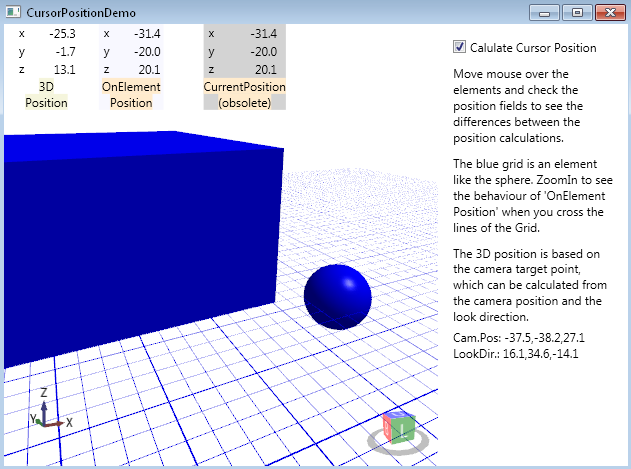 CursorPositionDemo
x -25.3 x -31.4 x -31.4
y -1.7 y -20.0 y -20.0
z 13.1 z 20.1 z 20.1
3D OnElement CurrentPosition
Position Position (obsolete)
Calulate Cursor Position
Move mouse over the
elements and check the
position fields to see the
differences between the
position calculations.
The blue grid is an element
like the sphere. ZoomIn to see
the behaviour of 'OnElement
Position' when you cross the
lines of the Grid.
The 3D position is based on
the camera target point,
which can be calculated from
the camera position and the
look direction.
Cam.Pos: -37.5,-38.2,27.1
LookDir.: 16.1,34.6,-14.1
Z
Y X